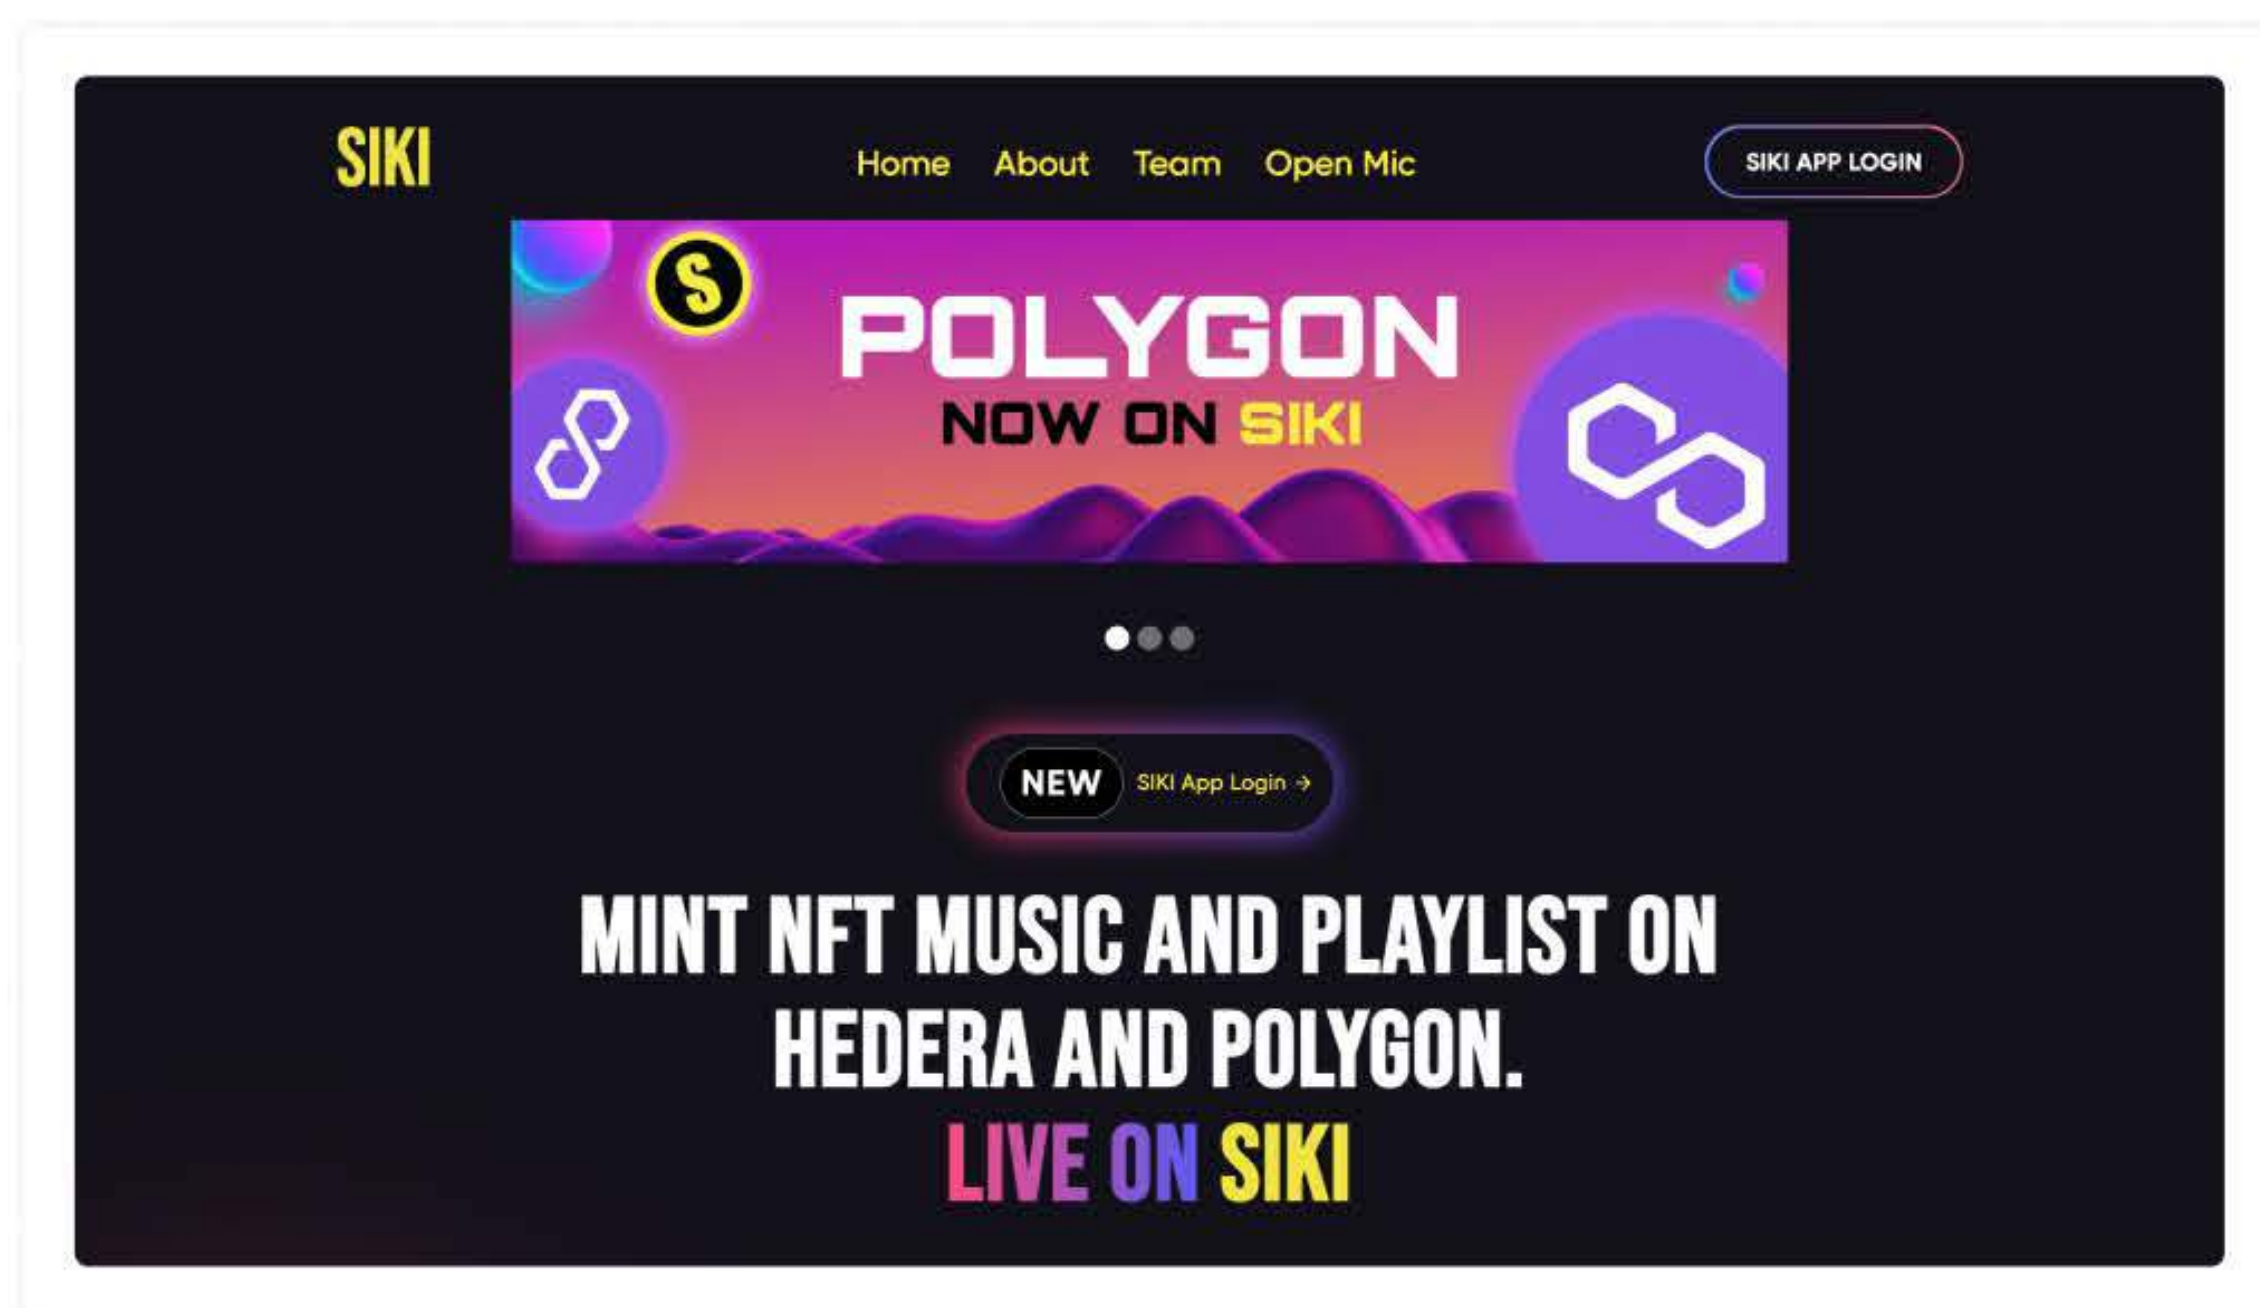 SIKI
Home About Team Open Mic
SIKI APP LOGIN
S
POLYGON
NOW ON SIKI
NEW SIKI App Login →
MINT NFT MUSIC AND PLAYLIST ON
HEDERA AND POLYGON.
LIVE ON SIKI